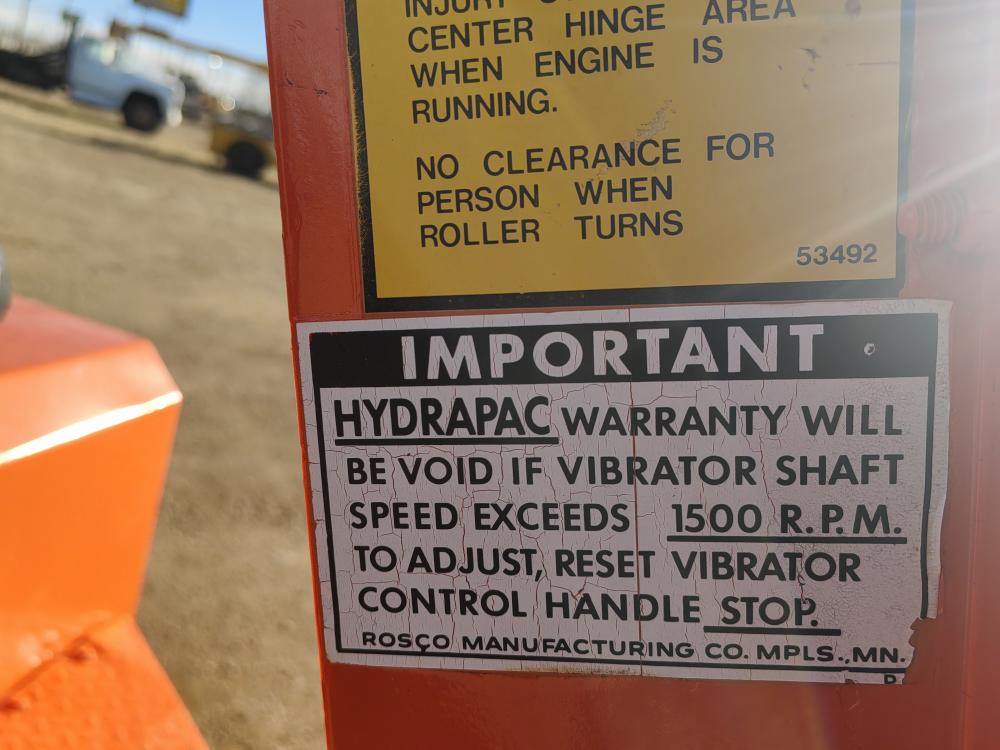 INJURY
CENTER HINGE AREA
WHEN ENGINE IS
RUNNING.
NO CLEARANCE FOR
PERSON WHEN
ROLLER TURNS
53492
IMPORTANT
HYDRAPAC WARRANTY WILL
BE VOID IF VIBRATOR SHAFT
SPEED EXCEEDS 1500 R.P.M.
TO ADJUST, RESET VIBRATOR
CONTROL HANDLE STOP.
ROSCO MANUFACTURING CO. MPLS., MN.